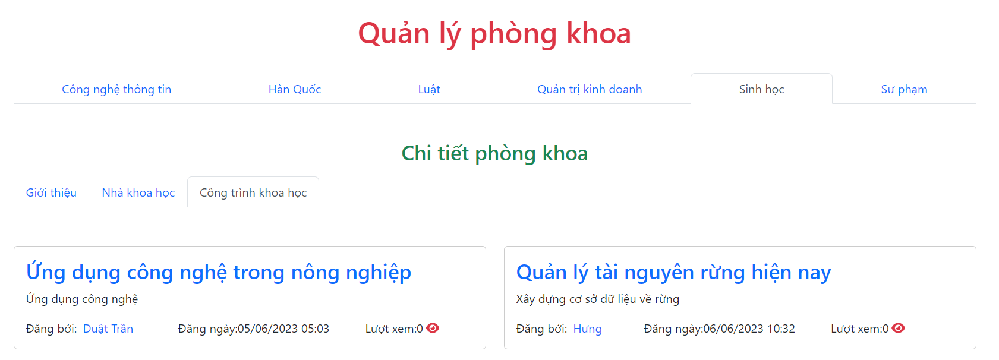 Quản lý phòng khoa
Công nghệ thông tin Hàn Quốc Luật Quản trị kinh doanh Sinh học Sư phạm
Chi tiết phòng khoa
Giới thiệu Nhà khoa học Công trình khoa học
Ứng dụng công nghệ trong nông nghiệp
Ứng dụng công nghệ
Đăng bởi: Duật Trần Đăng ngày:05/06/2023 05:03 Lượt xem:0
Quản lý tài nguyên rừng hiện nay
Xây dựng cơ sở dữ liệu về rừng
Đăng bởi: Hưng Đăng ngày:06/06/2023 10:32 Lượt xem:0